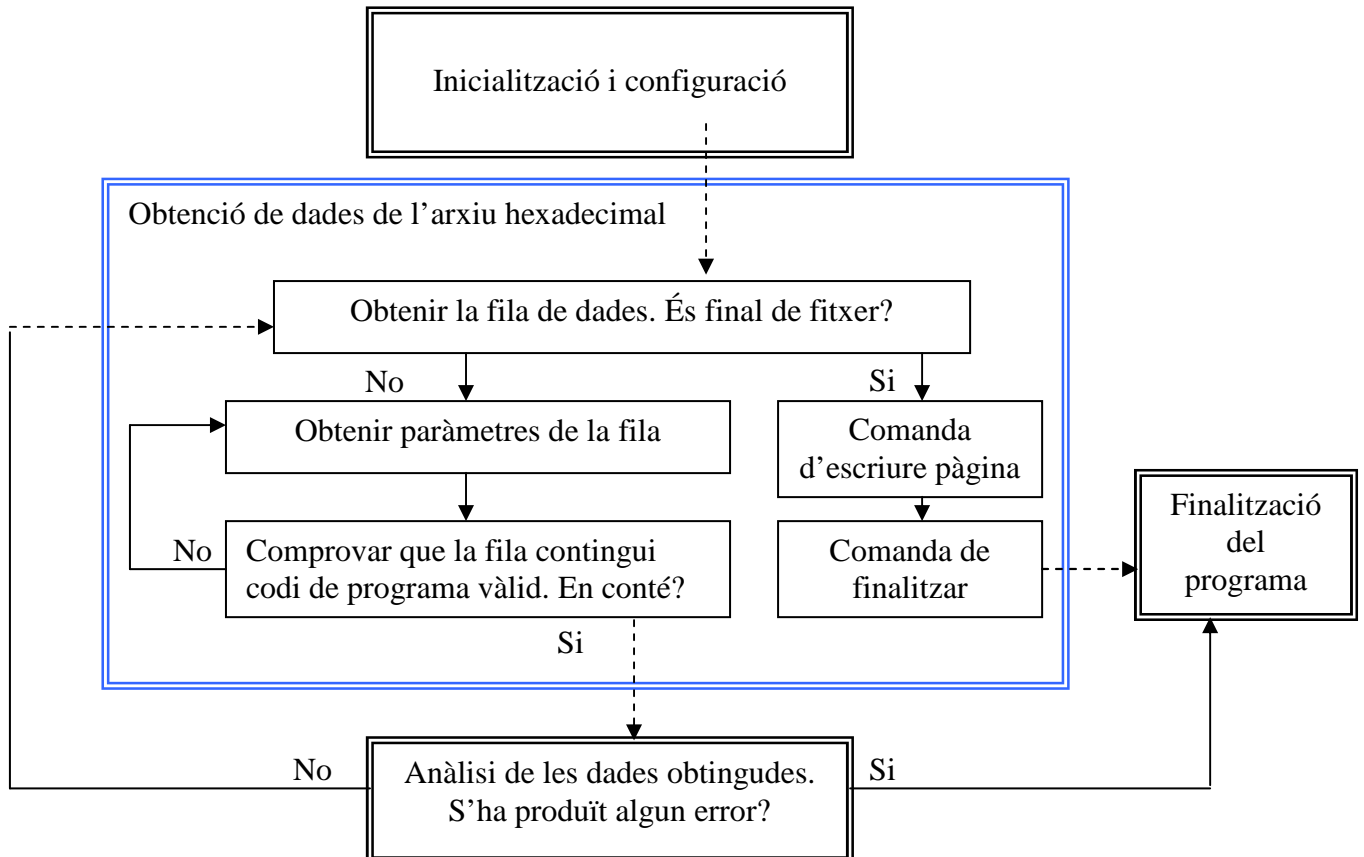 Inicialització i configuració
Obtenció de dades de l’arxiu hexadecimal
Obtenir la fila de dades. És final de fitxer?
No
Si
Obtenir paràmetres de la fila
Comanda
d’escriure pàgina
No
Comprovar que la fila contingui
codi de programa vàlid. En conté?
Comanda de
finalitzar
Finalització
del
programa
Si
No
Anàlisi de les dades obtingudes.
S’ha produït algun error?
Si